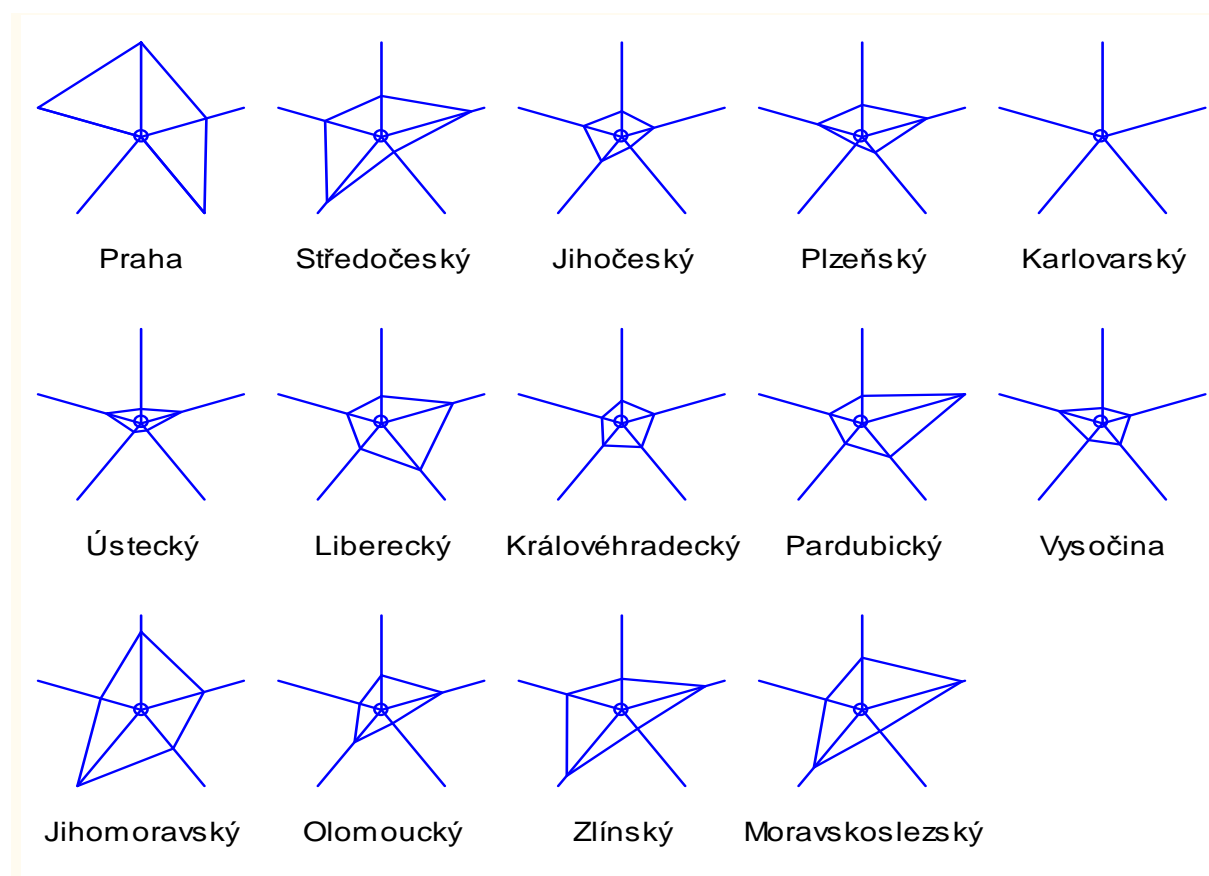 Praha Středočeský Jihočeský Plzeňský Karlovarský
Ústecký Liberecký Královéhradecký Pardubický Vysočina
Jihomoravský Olomoucký Zlínský Moravskoslezský